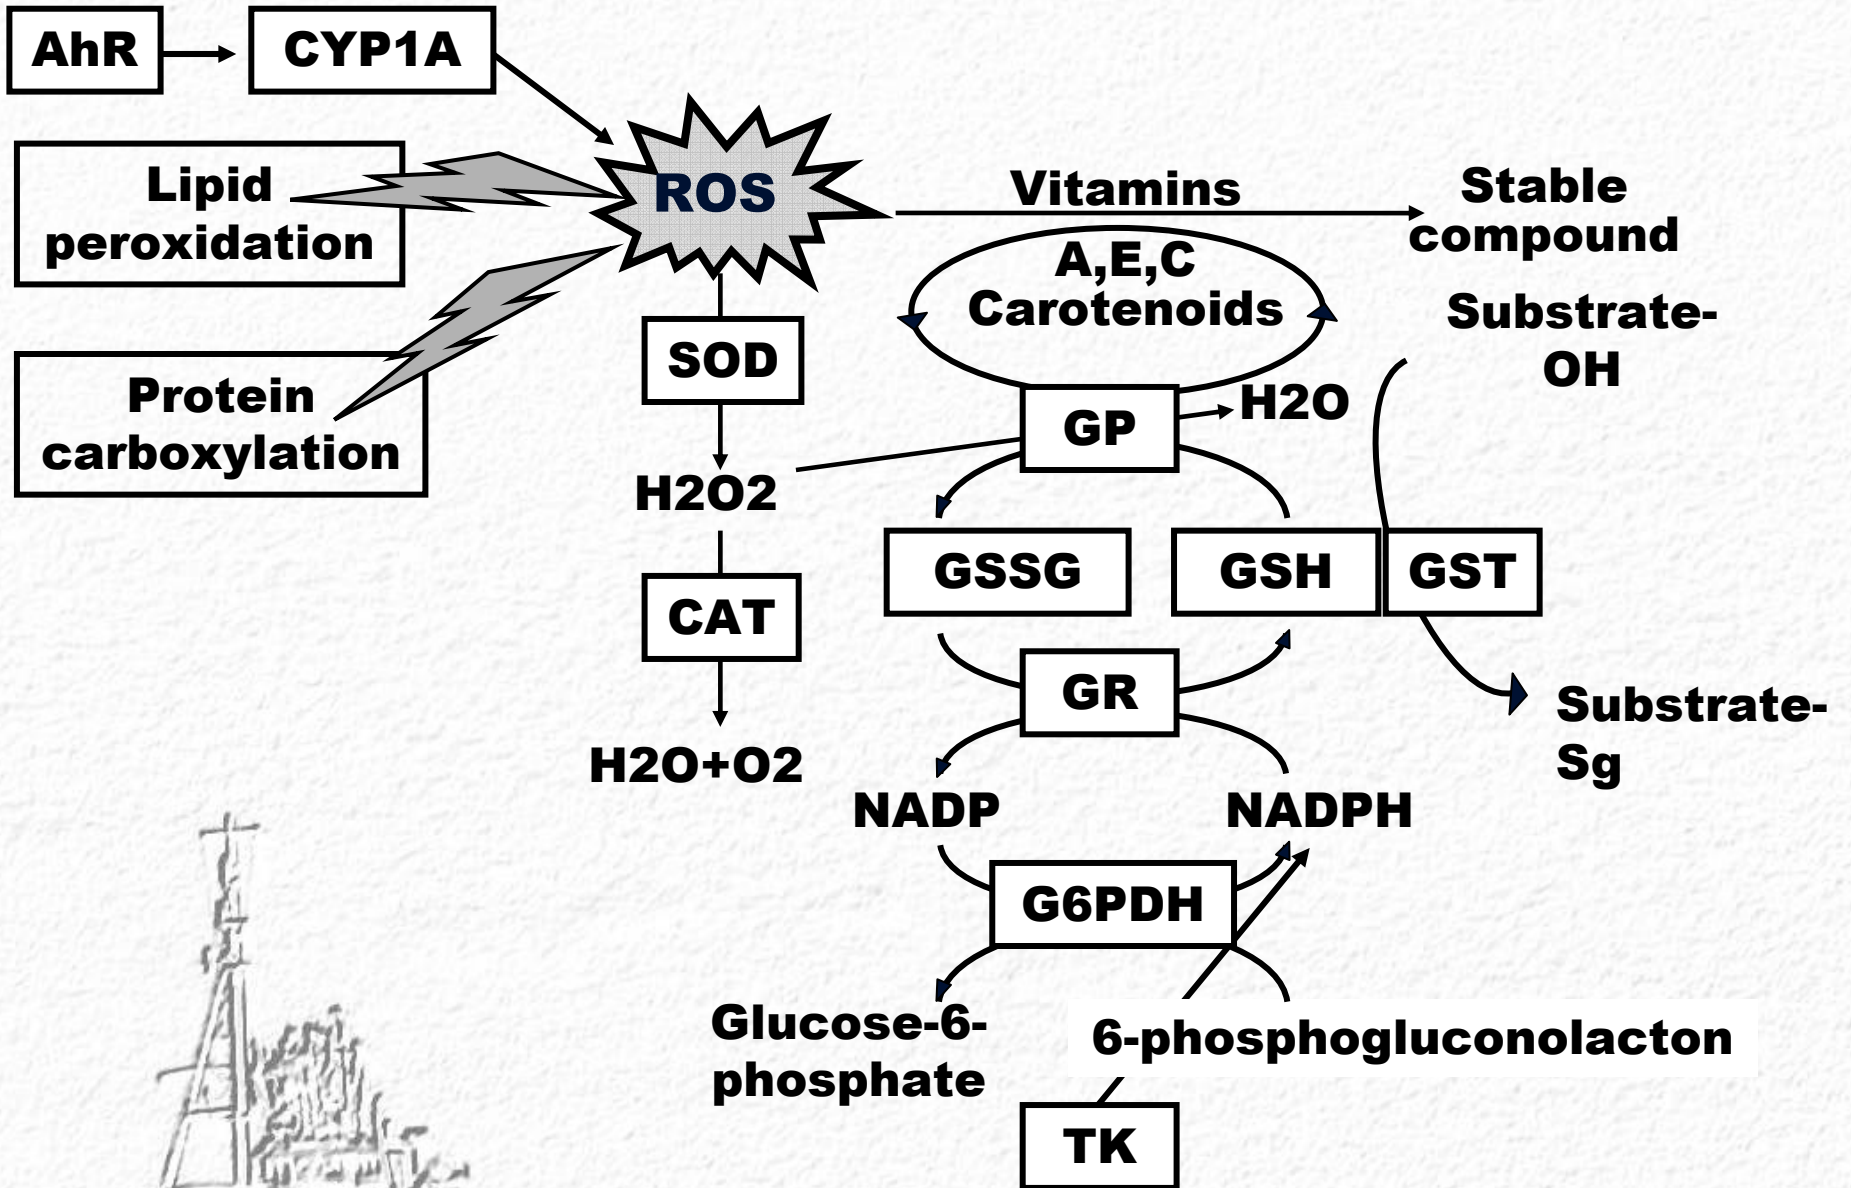 AhR
CYP1A
Lipid
peroxidation
ROS
Vitamins
Stable
compound
A,E,C
Carotenoids
Substrate-
OH
Protein
carboxylation
SOD
GP
H2O
H2O2
GSSG
GSH
GST
CAT
GR
Substrate-
Sg
H2O+O2
NADP
NADPH
G6PDH
Glucose-6-
phosphate
6-phosphogluconolacton
TK